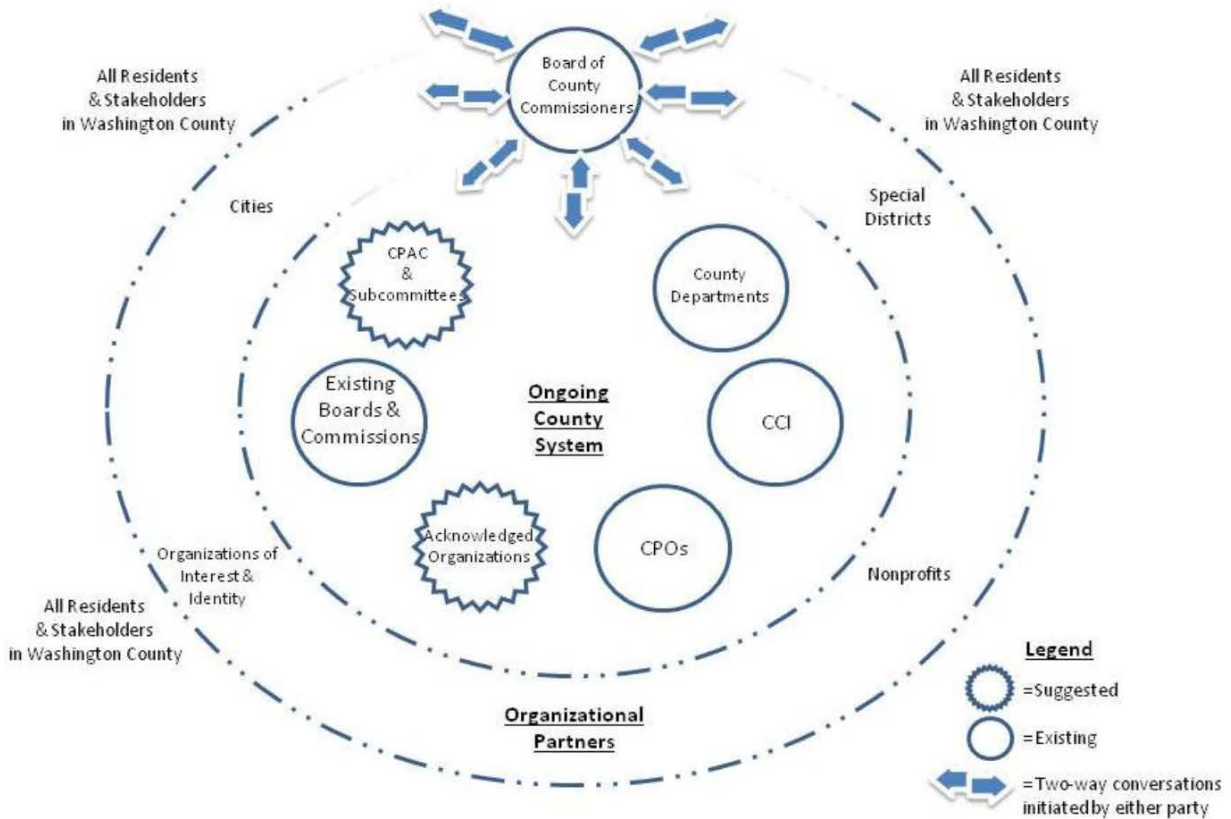 Board of
County
Commissioners
All Residents
& Stakeholders
in Washington County
All Residents
& Stakeholders
in Washington County
Cities
Special
Districts
CPAC
&
Subcommittees
County
Departments
Existing
Boards &
Commissions
Ongoing
County
System
CCI
Acknowledged
Organizations
CPOs
Organizations of
Interest &
Identity
Nonprofits
All Residents
& Stakeholders
in Washington County
Organizational
Partners
Legend
=Suggested
=Existing
=Two-way conversations
initiated by either party